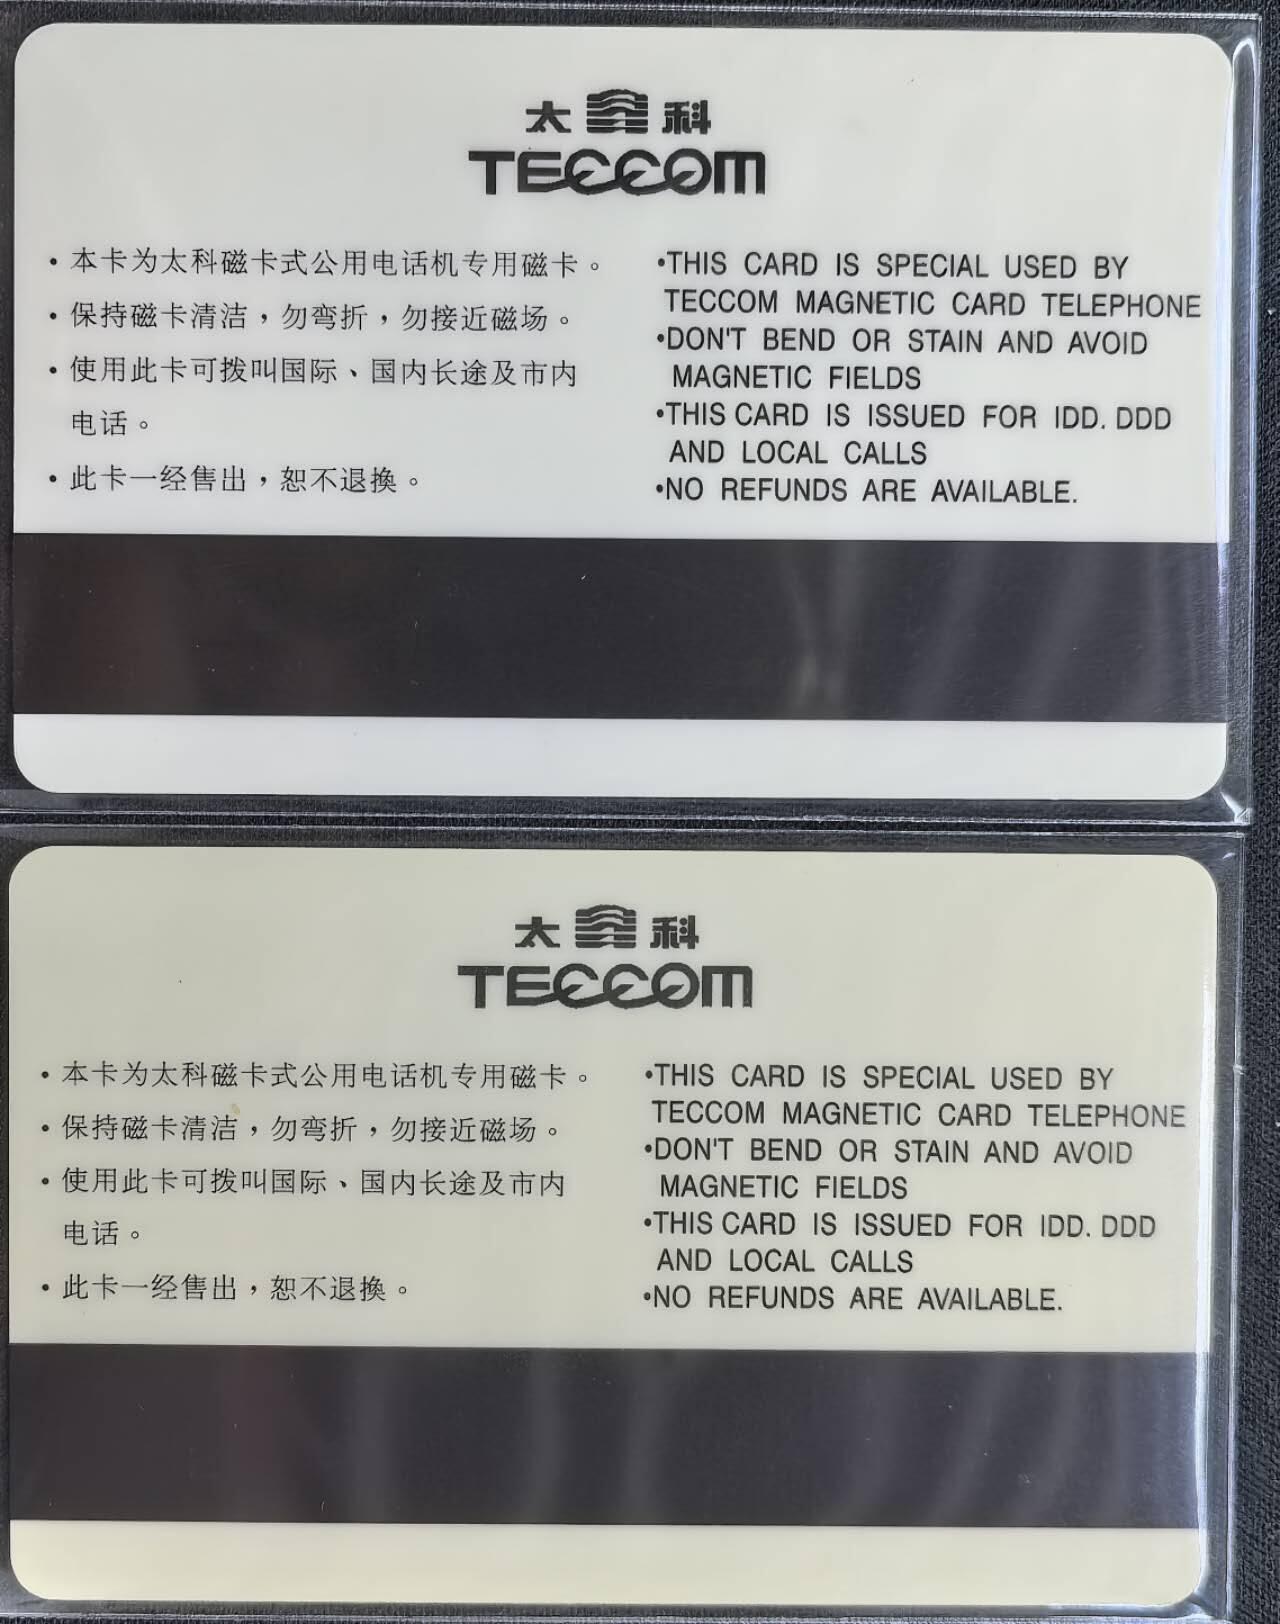 太 科
TECCOM
·本卡为太科磁卡式公用电话机专用磁卡。
·保持磁卡清洁，勿弯折，勿接近磁场。
·使用此卡可拨叫国际、国内长途及市内
电话。
·此卡一经售出，恕不退换。
•THIS CARD IS SPECIAL USED BY
TECCOM MAGNETIC CARD TELEPHONE
•DON'T BEND OR STAIN AND AVOID
MAGNETIC FIELDS
•THIS CARD IS ISSUED FOR IDD. DDD
AND LOCAL CALLS
•NO REFUNDS ARE AVAILABLE.
太 科
TECCOM
·本卡为太科磁卡式公用电话机专用磁卡。
·保持磁卡清洁，勿弯折，勿接近磁场。
·使用此卡可拨叫国际、国内长途及市内
电话。
·此卡一经售出，恕不退换。
•THIS CARD IS SPECIAL USED BY
TECCOM MAGNETIC CARD TELEPHONE
•DON'T BEND OR STAIN AND AVOID
MAGNETIC FIELDS
•THIS CARD IS ISSUED FOR IDD. DDD
AND LOCAL CALLS
•NO REFUNDS ARE AVAILABLE.